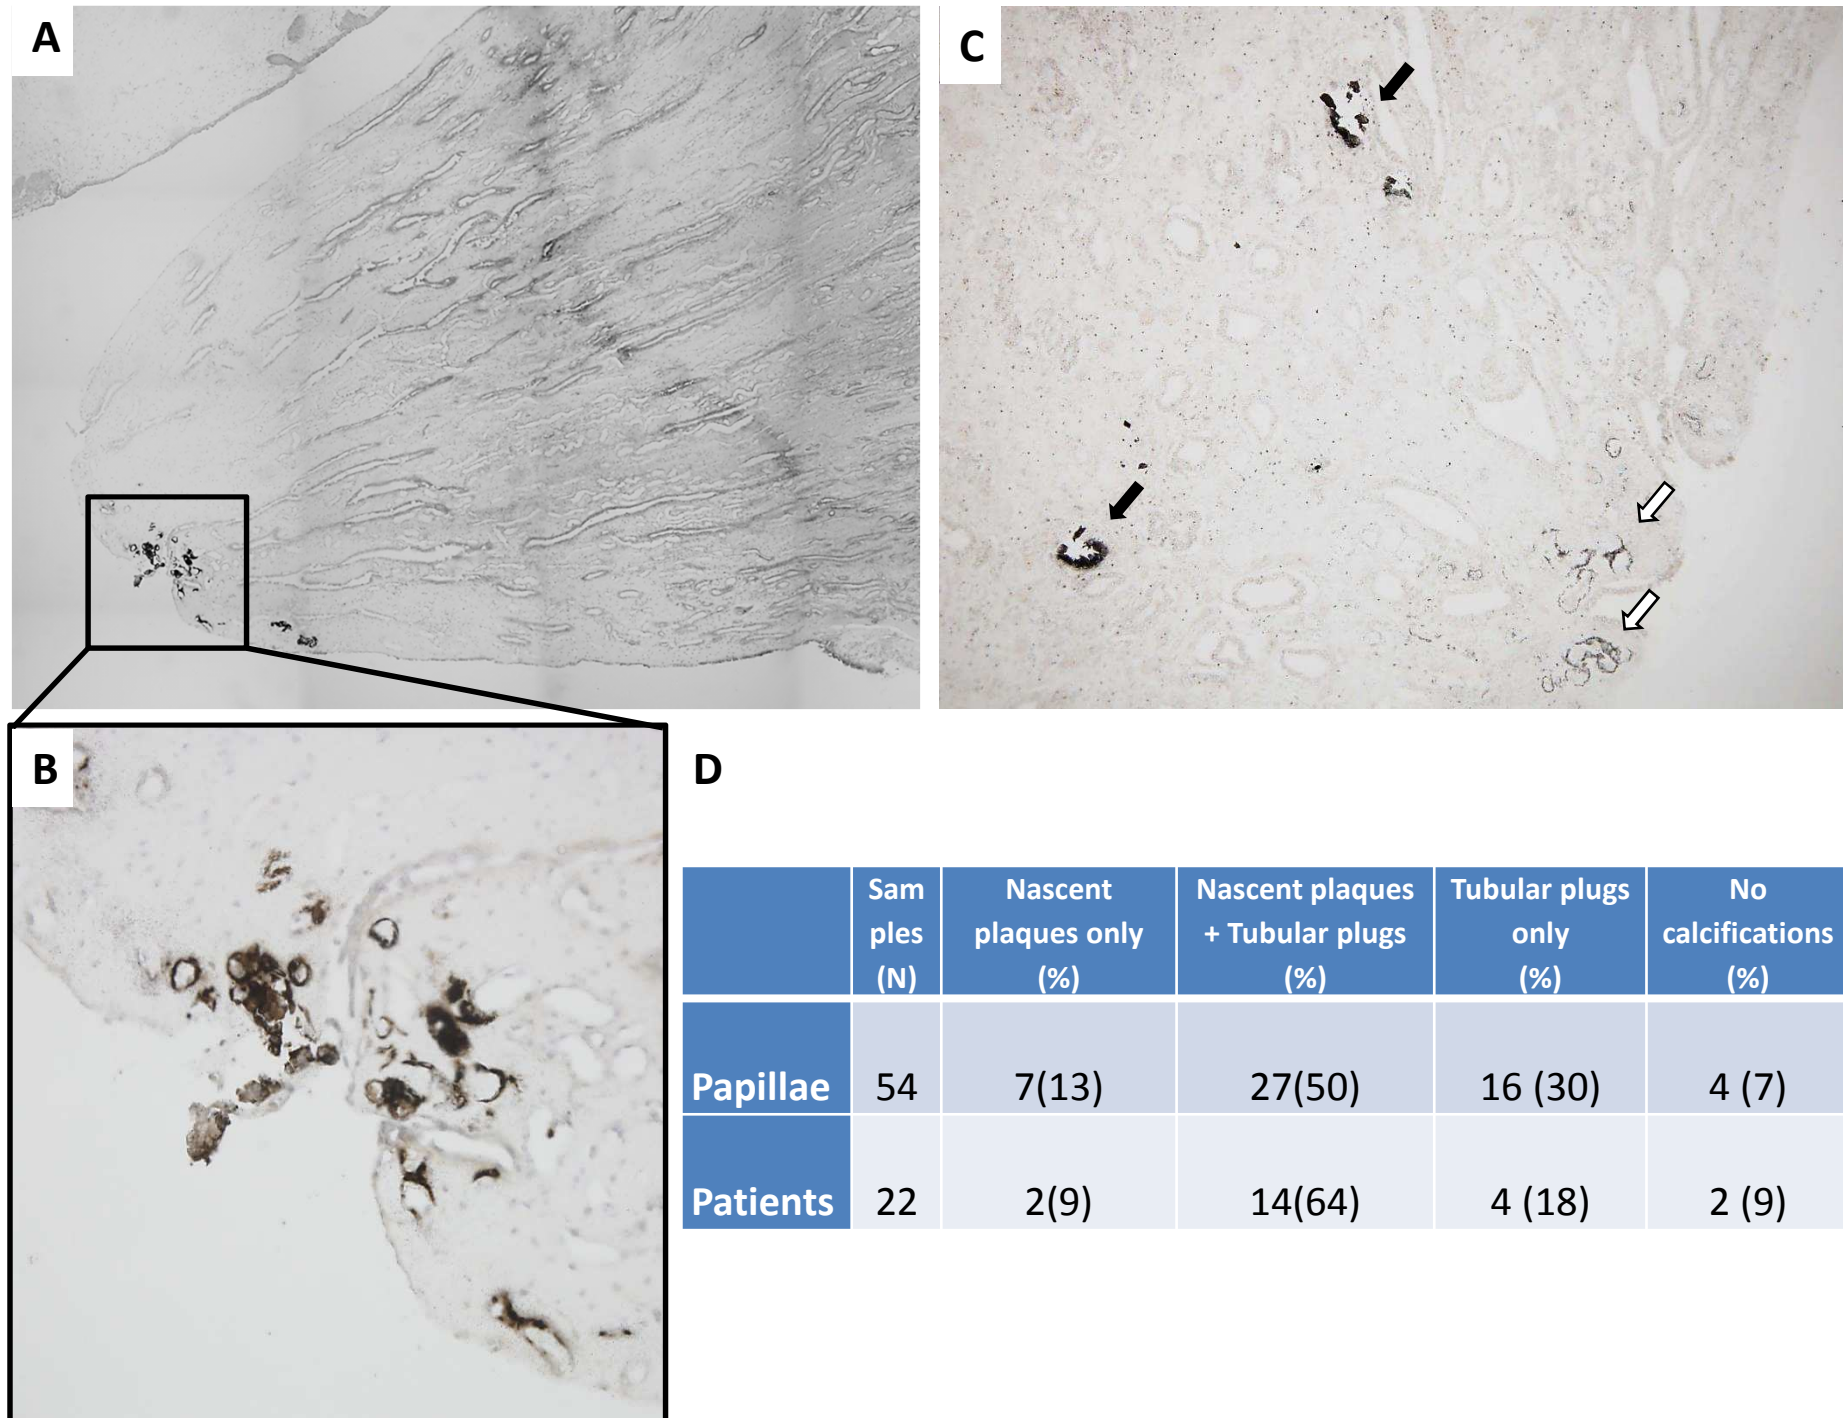 A
C
B
D
Sam
ples
(N)
Nascent
plaques only
(%)
Nascent plaques
+ Tubular plugs
(%)
Tubular plugs
only
(%)
No
calcifications
(%)
Papillae 54 7(13) 27(50) 16 (30) 4 (7)
Patients 22 2(9) 14(64) 4 (18) 2 (9)